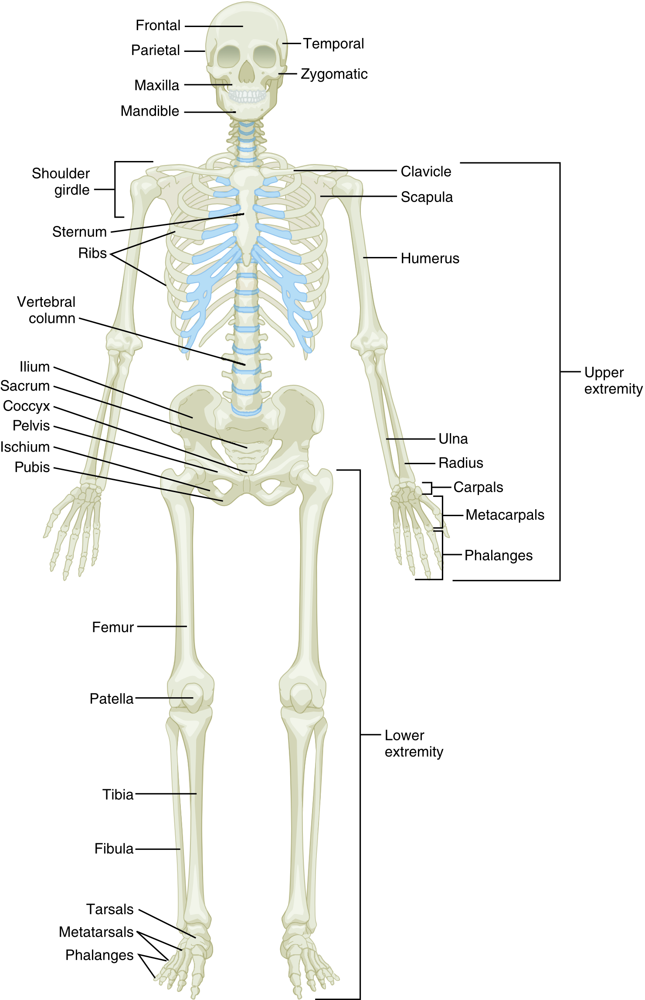 Frontal
Temporal
Parietal
Zygomatic
Maxilla
Mandible
Shoulder
girdle
Clavicle
Scapula
Sternum
Ribs
Humerus
Vertebral
column
Ilium
Sacrum
Coccyx
Pelvis
Ischium
Pubis
Upper
extremity
Ulna
Radius
Carpals
Metacarpals
Phalanges
Femur
Patella
Lower
extremity
Tibia
Fibula
Tarsals
Metatarsals
Phalanges